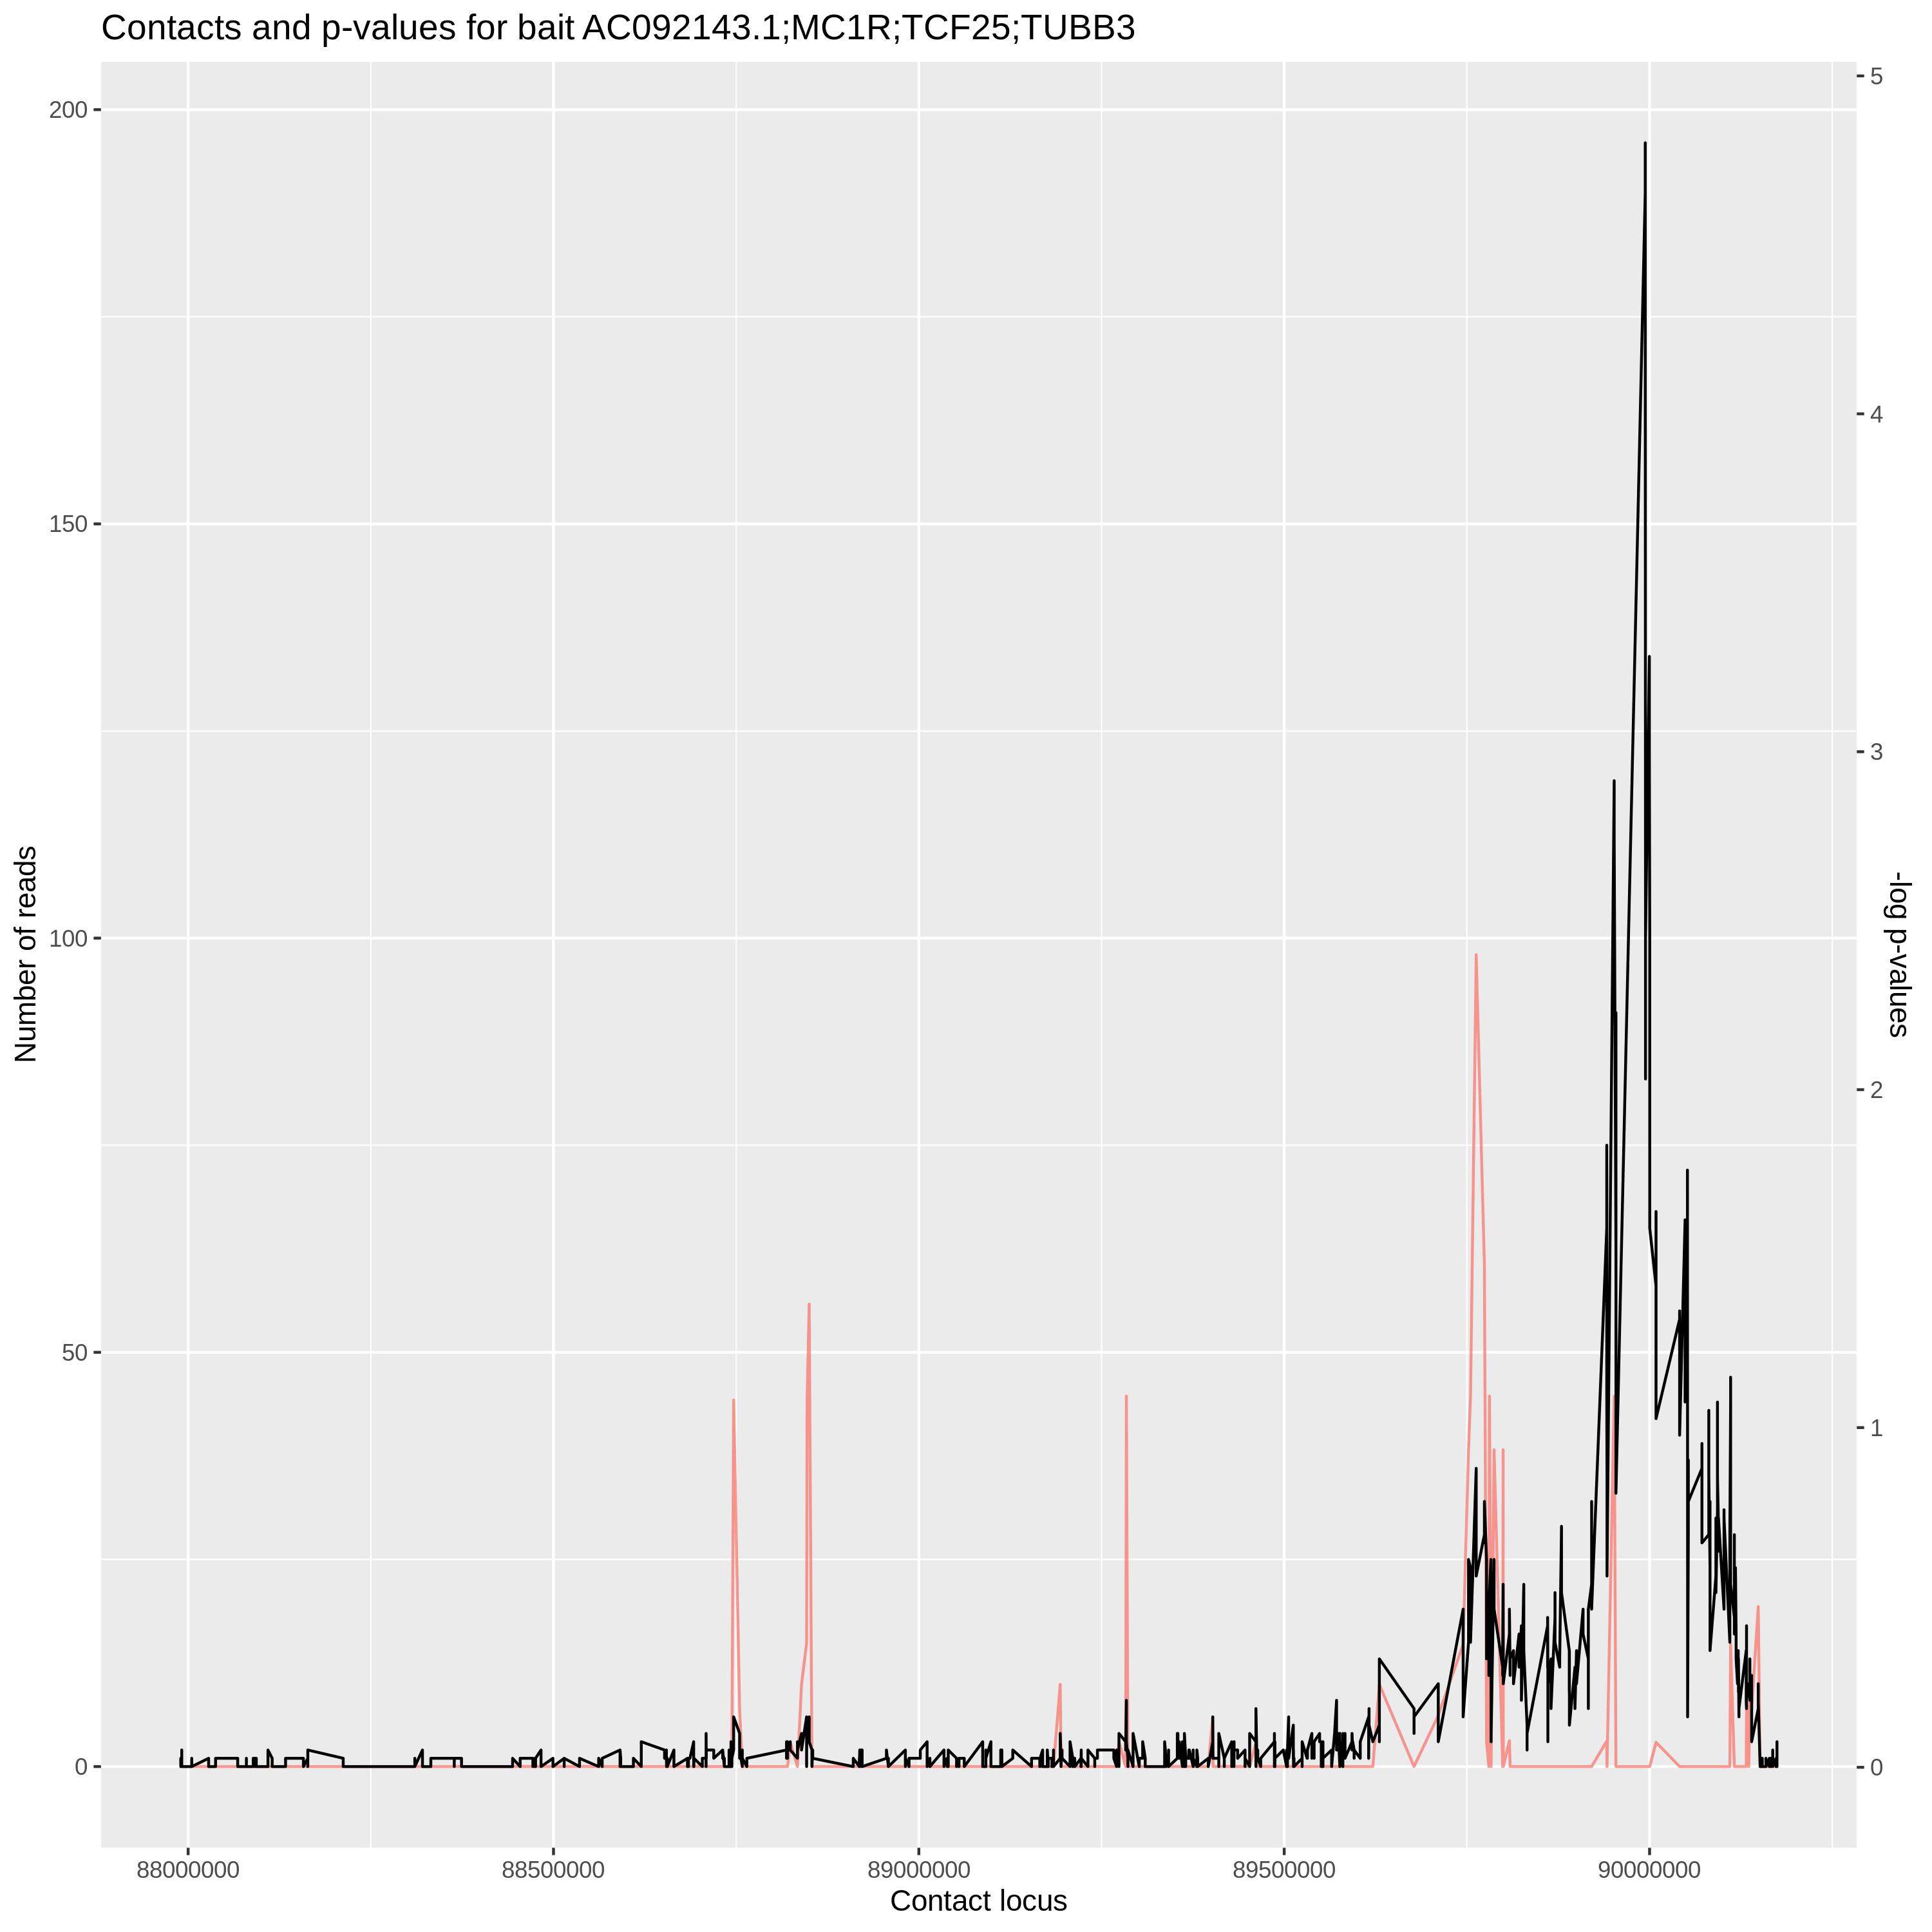 Contacts and p-values for bait AC092143.1;MC1R;TCF25;TUBB3
200
150
100
50
0
Number of reads
5
4
3
2
1
0
-log p-values
88000000 88500000 89000000 89500000 90000000
Contact locus